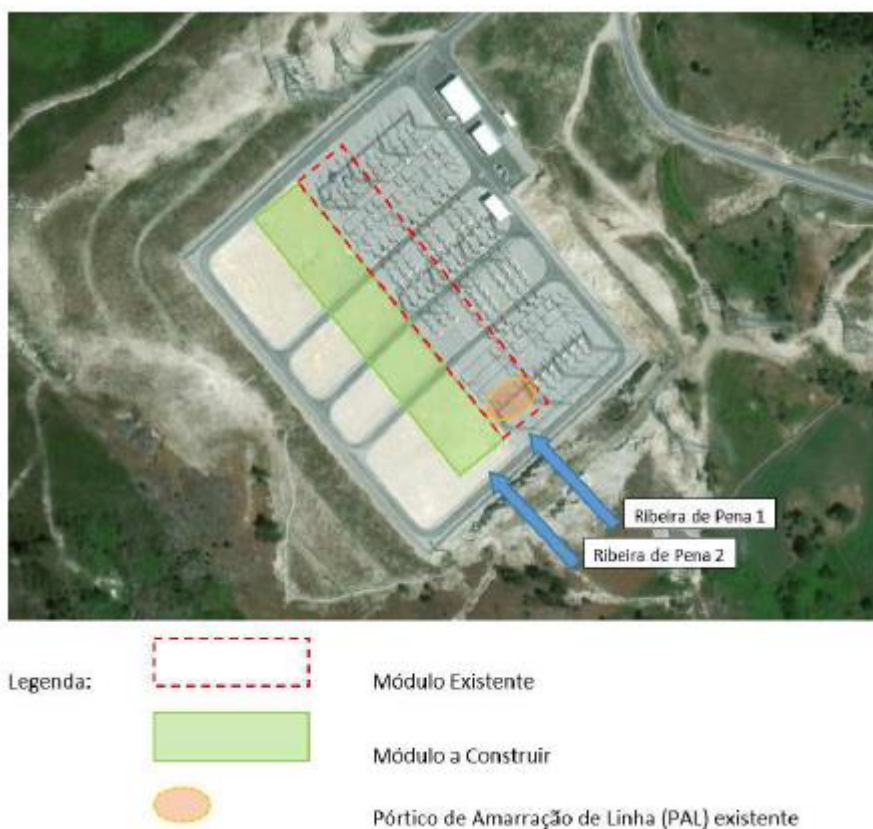 Ribeira de Pena 1
Ribeira de Pena 2
Legenda:
Módulo Existente
Módulo a Construir
Pórtico de Amarração de Linha (PAL) existente